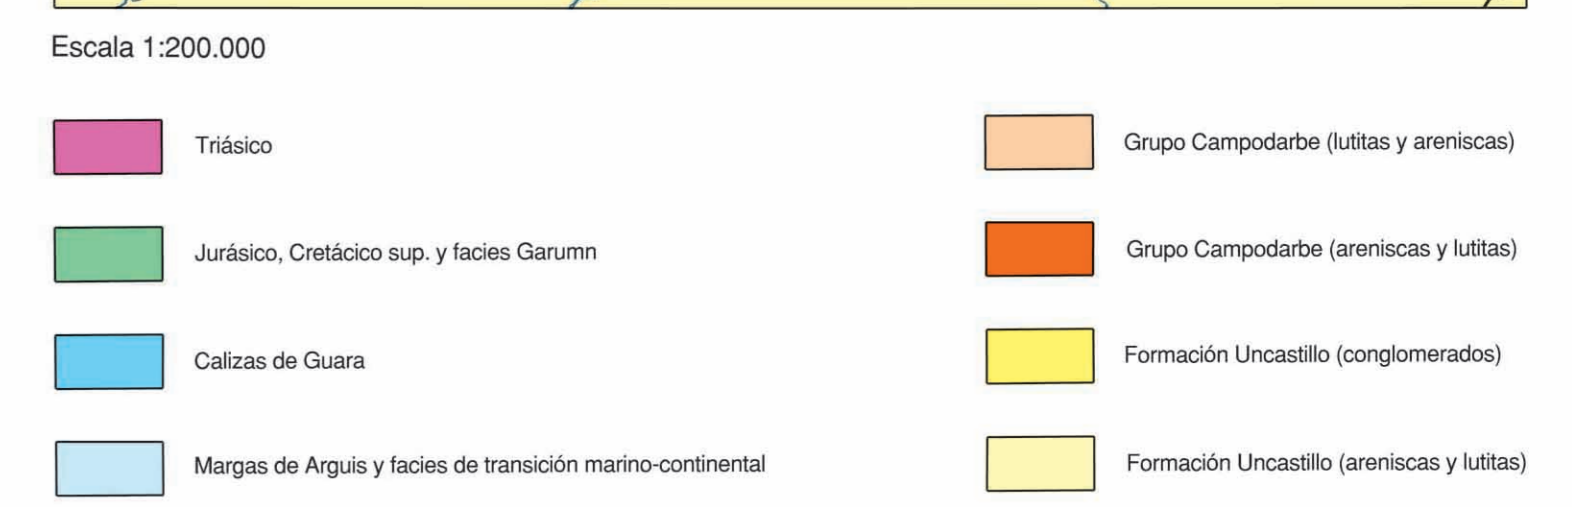 Escala 1:200.000
Triásico
Jurásico, Cretácico sup. y facies Garumn
Calizas de Guara
Margas de Arguis y facies de transición marino-continental
Grupo Campodarbe (lutitas y areniscas)
Grupo Campodarbe (areniscas y lutitas)
Formación Uncastillo (conglomerados)
Formación Uncastillo (areniscas y lutitas)